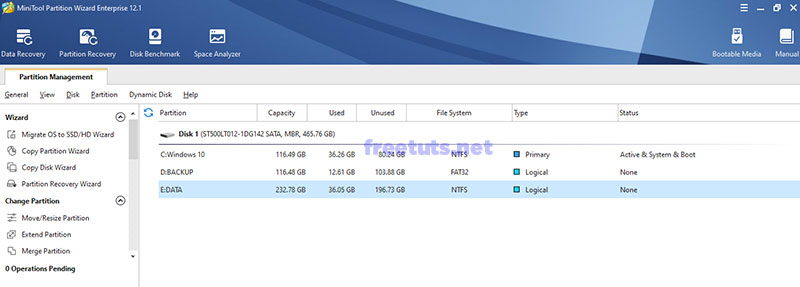 MiniTool Partition Wizard Enterprise 12.1
Data Recovery Partition Recovery Disk Benchmark Space Analyzer Bootable Media Manual
Partition Management
General View Disk Partition Dynamic Disk Help
Wizard
Migrate OS to SSD/HD Wizard
Copy Partition Wizard
Copy Disk Wizard
Partition Recovery Wizard
Change Partition
Move/Resize Partition
Extend Partition
Merge Partition
0 Operations Pending
Partition Capacity Used Unused File System Type Status
Disk 1 (ST500LT012-1DG142 SATA, MBR, 465.76 GB)
freetuts.net
C:Windows 10 116.49 GB 36.26 GB 80.24 GB NTFS Primary Active & System & Boot
D:BACKUP 116.48 GB 12.61 GB 103.88 GB FAT32 Logical None
E:DATA 232.78 GB 36.05 GB 196.73 GB NTFS Logical None